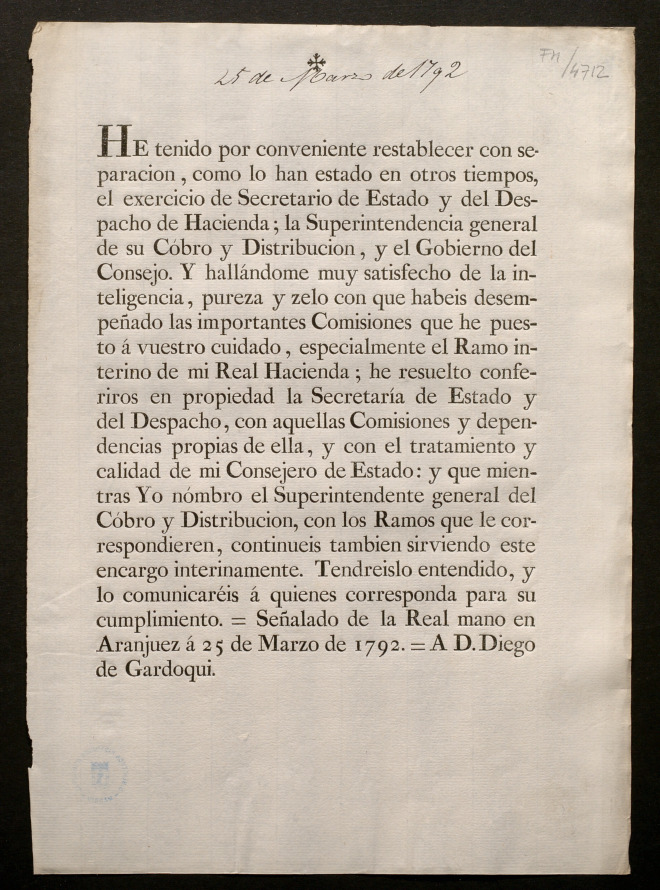 25 de Marzo de 1792
FH/4712
HE tenido por conveniente restablecer con se-
paracion, como lo han estado en otros tiempos,
el exercicio de Secretario de Estado y del Des-
pacho de Hacienda; la Superintendencia general
de su Cóbro y Distribucion, y el Gobierno del
Consejo. Y hallándome muy satisfecho de la in-
teligencia, pureza y zelo con que habeis desem-
peñado las importantes Comisiones que he pues-
to á vuestro cuidado, especialmente el Ramo in-
terino de mi Real Hacienda; he resuelto confe-
riros en propiedad la Secretaría de Estado y
del Despacho, con aquellas Comisiones y depen-
dencias propias de ella, y con el tratamiento y
calidad de mi Consejero de Estado: y que mien-
tras Yo nómbro el Superintendente general del
Cóbro y Distribucion, con los Ramos que le cor-
respondieren, continueis tambien sirviendo este
encargo interinamente. Tendreislo entendido, y
lo comunicaréis á quienes corresponda para su
cumplimiento. = Señalado de la Real mano en
Aranjuez á 25 de Marzo de 1792. = A D. Diego
de Gardoqui.